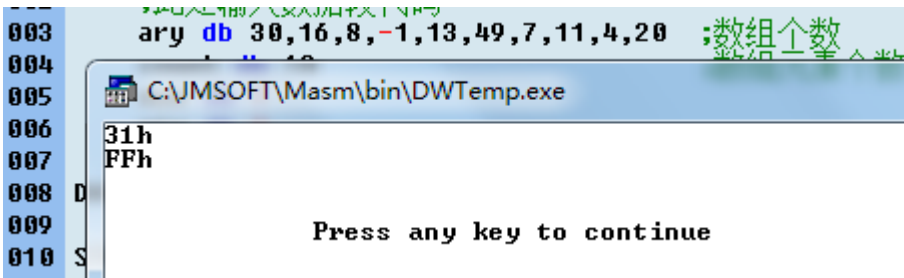 003 ary db 30,16,8,-1,13,49,7,11,4,20 ;数组个数
004
005
006
007
008 D
009
010 S
C:\JMSOFT\Masm\bin\DWTemp.exe
31h
FFh
Press any key to continue